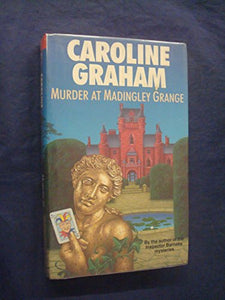 CAROLINE
GRAHAM
MURDER AT MADINGLEY GRANGE
By the author of the
Inspector Barnaby
mysteries